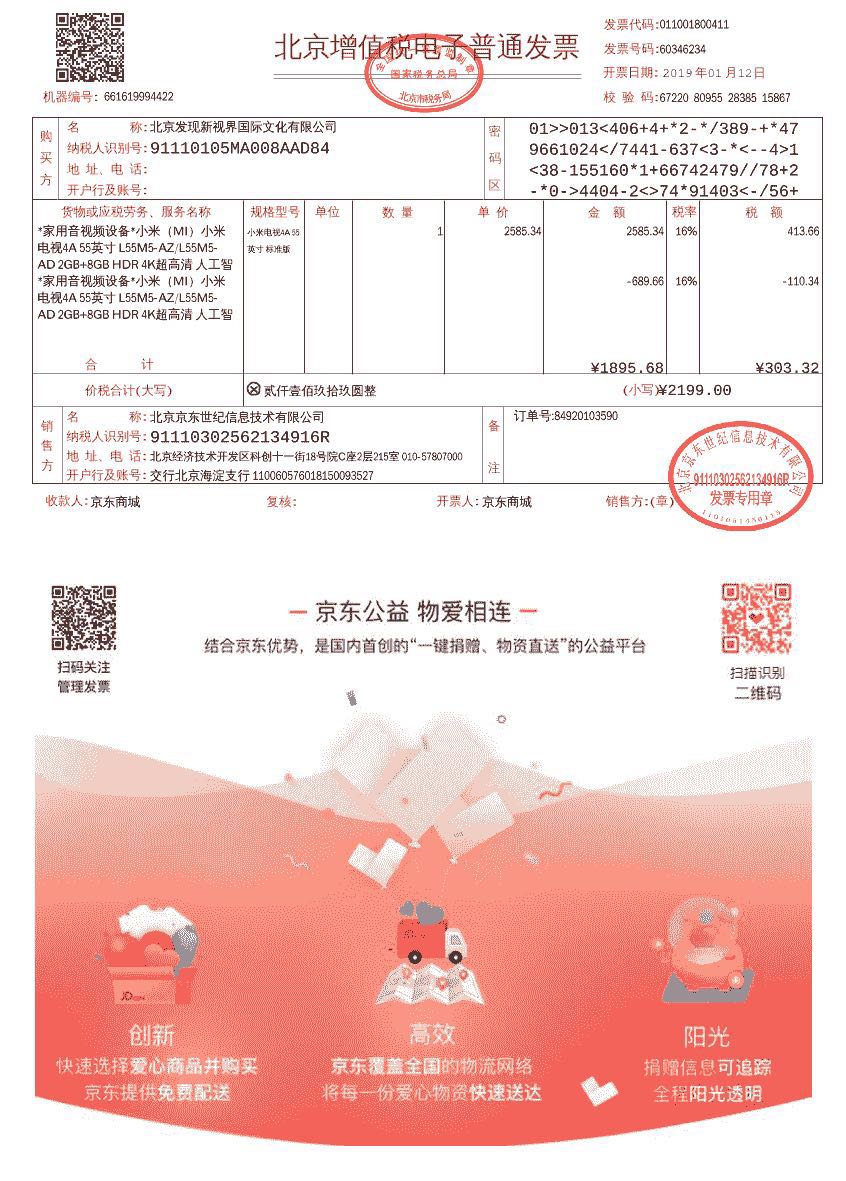 北京增值税电子普通发票
全国统一发票监制章
国家税务总局
北京市税务局
发票代码:011001800411
发票号码:60346234
开票日期: 2019年01月12日
校 验 码:67220 80955 28385 15867
机器编号: 661619994422
购买方
名 称:北京发现新视界国际文化有限公司
纳税人识别号:91110105MA008AAD84
地 址、电 话:
开户行及账号:
密码区
01>>013<406+4+*2-*/389-+*47
9661024</7441-637<3-*<--4>1
<38-155160*1+66742479//78+2
-*0->4404-2<>74*91403<-/56+
货物或应税劳务、服务名称 规格型号 单位 数 量 单 价 金 额 税率 税 额
*家用音视频设备*小米（MI）小米 小米电视4A 55 1 2585.34 2585.34 16% 413.66
电视4A 55英寸 L55M5-AZ/L55M5- 英寸 标准版
AD 2GB+8GB HDR 4K超高清 人工智
*家用音视频设备*小米（MI）小米 -689.66 16% -110.34
电视4A 55英寸 L55M5-AZ/L55M5-
AD 2GB+8GB HDR 4K超高清 人工智
合 计 ¥1895.68 ¥303.32
价税合计(大写) ⊗贰仟壹佰玖拾玖圆整 (小写)¥2199.00
销售方
名 称:北京京东世纪信息技术有限公司
纳税人识别号:91110302562134916R
地 址、电 话:北京经济技术开发区科创十一街18号院C座2层215室 010-57807000
开户行及账号:交行北京海淀支行 110060576018150093527
备注
订单号:84920103590
收款人:京东商城 复核: 开票人:京东商城 销售方:(章)
北京京东世纪信息技术有限公司
91110302562134916R
发票专用章
扫码关注
管理发票
京东公益 物爱相连
结合京东优势，是国内首创的“一键捐赠、物资直送”的公益平台
扫描识别
二维码
创新
快速选择爱心商品并购买
京东提供免费配送
高效
京东覆盖全国的物流网络
将每一份爱心物资快速送达
阳光
捐赠信息可追踪
全程阳光透明